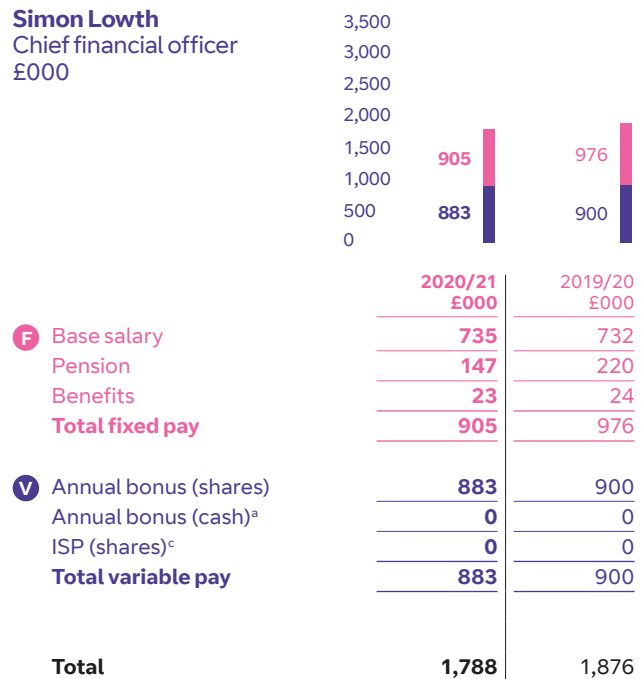 Simon Lowth
Chief financial officer
£000
3,500
3,000
2,500
2,000
1,500
1,000
500
0
905
976
883
900
2020/21 2019/20
£000 £000
F Base salary 735 732
Pension 147 220
Benefits 23 24
Total fixed pay 905 976
V Annual bonus (shares) 883 900
Annual bonus (cash)ᵃ 0 0
ISP (shares)ᶜ 0 0
Total variable pay 883 900
Total 1,788 1,876